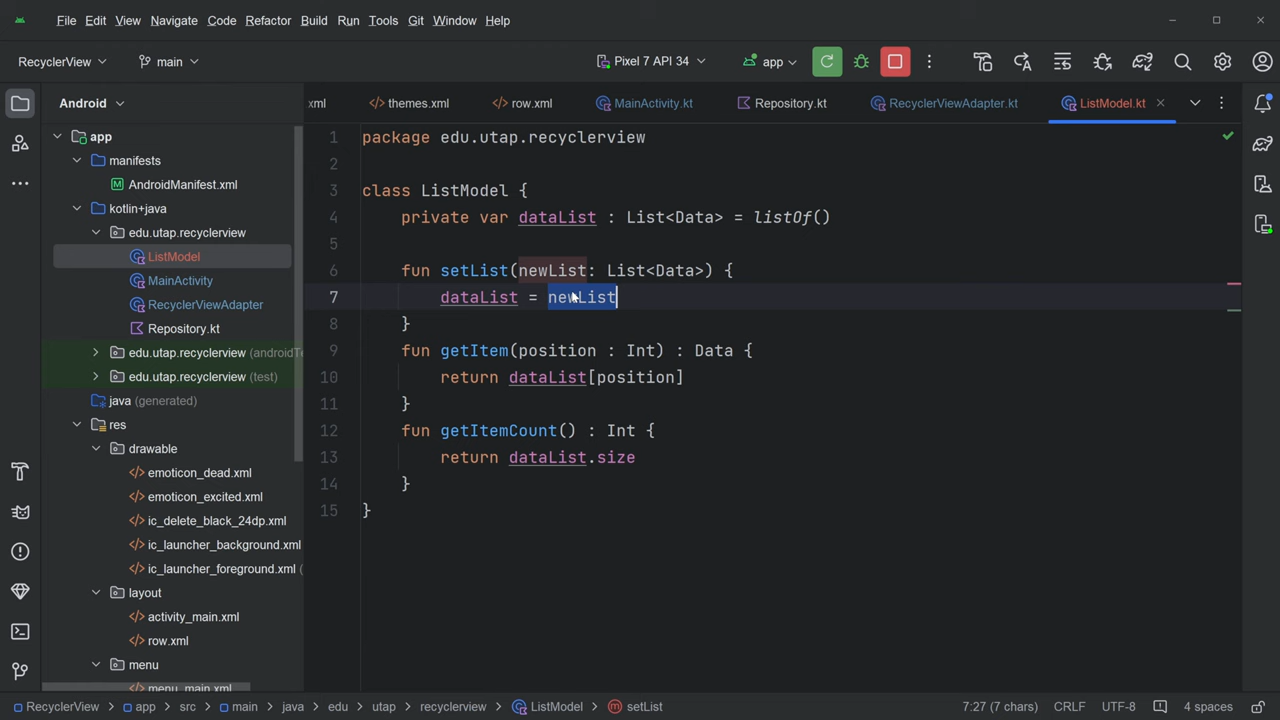 File Edit View Navigate Code Refactor Build Run Tools Git Window Help
RecyclerView main Pixel 7 API 34 app
Android
xml themes.xml row.xml MainActivity.kt Repository.kt RecyclerViewAdapter.kt ListModel.kt
app
manifests
AndroidManifest.xml
kotlin+java
edu.utap.recyclerview
ListModel
MainActivity
RecyclerViewAdapter
Repository.kt
edu.utap.recyclerview (androidTe
edu.utap.recyclerview (test)
java (generated)
res
drawable
emoticon_dead.xml
emoticon_excited.xml
ic_delete_black_24dp.xml
ic_launcher_background.xml
ic_launcher_foreground.xml (
layout
activity_main.xml
row.xml
menu
menu_main.xml
1 package edu.utap.recyclerview
2
3 class ListModel {
4 private var dataList : List<Data> = listOf()
5
6 fun setList(newList: List<Data>) {
7 dataList = newList
8 }
9 fun getItem(position : Int) : Data {
10 return dataList[position]
11 }
12 fun getItemCount() : Int {
13 return dataList.size
14 }
15 }
RecyclerView app src main java edu utap recyclerview ListModel setList 7:27 (7 chars) CRLF UTF-8 4 spaces